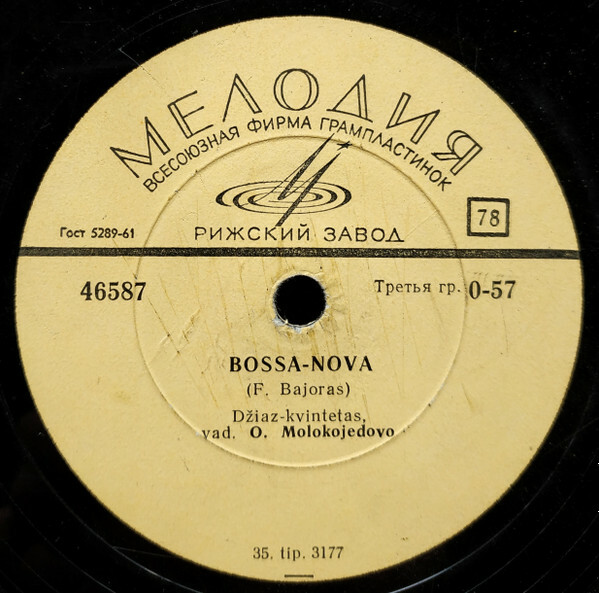 МЕЛОДИЯ
ВСЕСОЮЗНАЯ ФИРМА ГРАМПЛАСТИНОК
78
Гост 5289-61
РИЖСКИЙ ЗАВОД
46587
Третья гр. 0-57
BOSSA-NOVA
(F. Bajoras)
Džiaz-kvintetas,
vad. O. Molokojedovo
35. tip. 3177